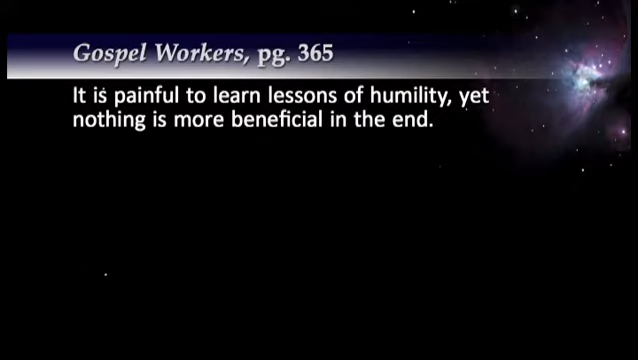 Gospel Workers, pg. 365
It is painful to learn lessons of humility, yet
nothing is more beneficial in the end.